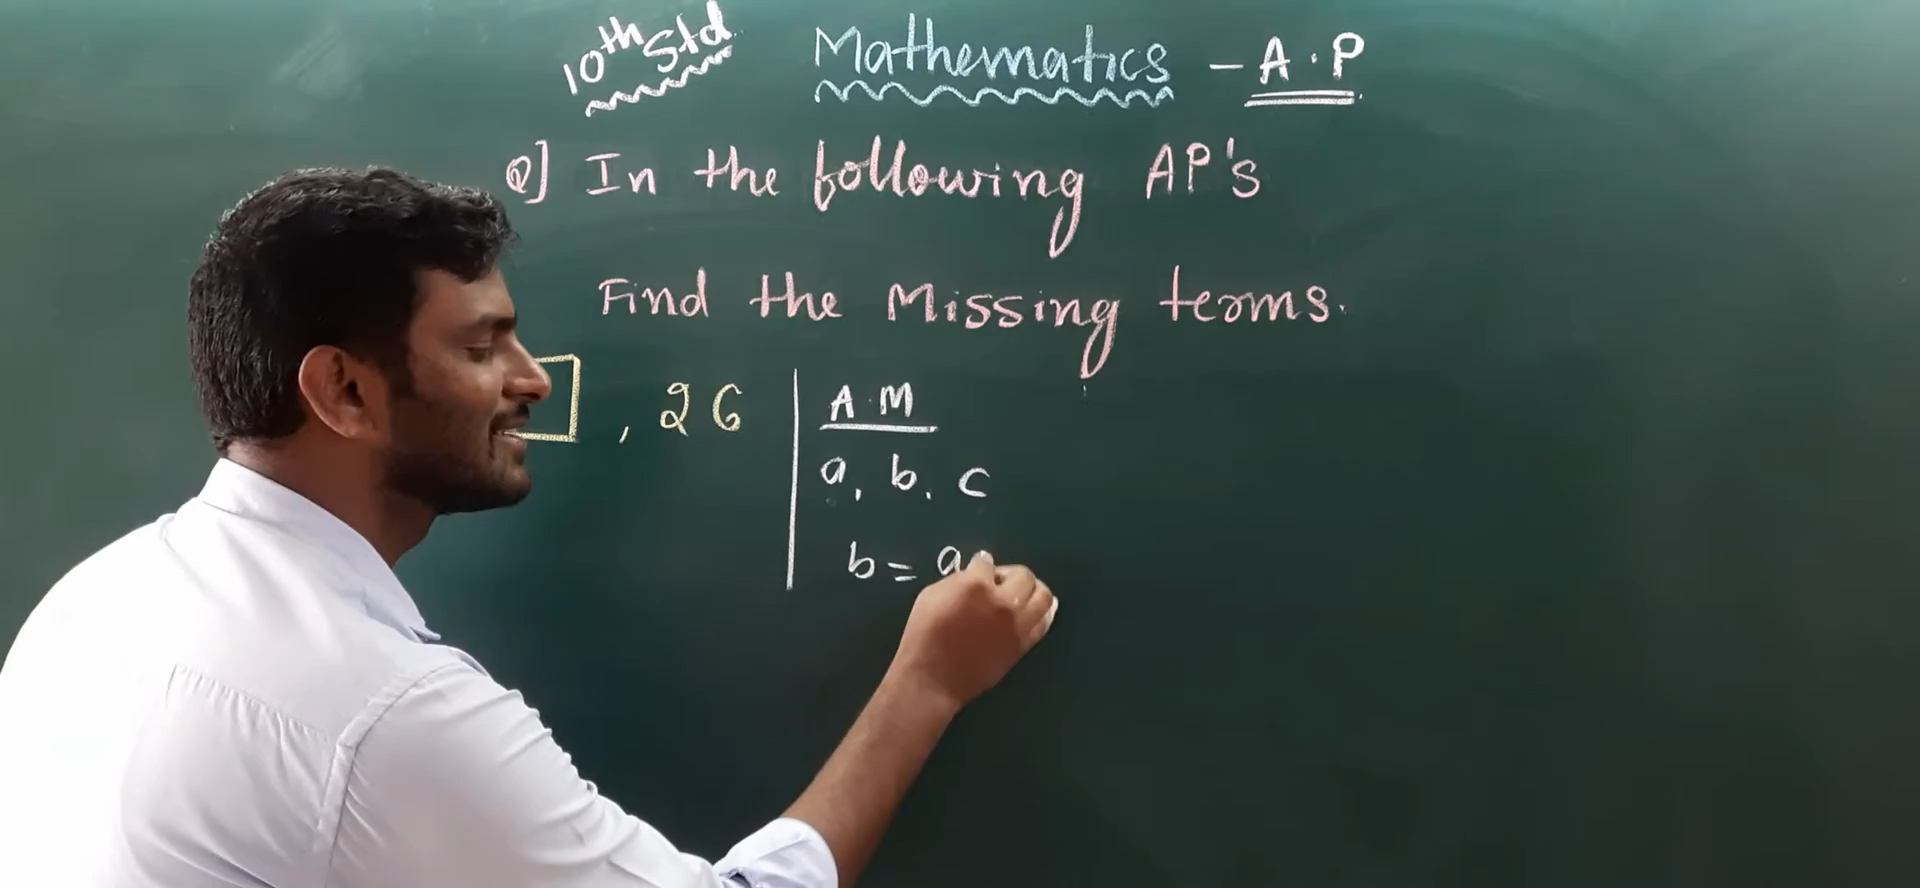 10th Std Mathematics - A.P
Q] In the following AP's
Find the Missing terms.
, 26
A.M
a, b, c
b = a